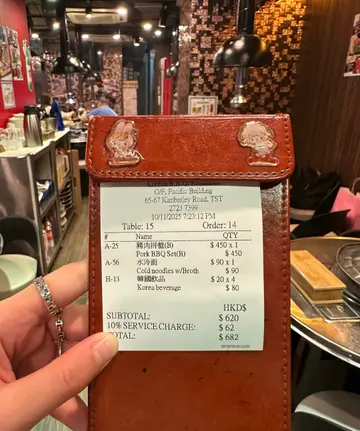 G/F, Pacific Building
65-67 Kimberley Road, TST
2723 7399
10/11/2025 7:23:12 PM
Table: 15 Order: 14
# Name QTY
A-25 豬肉拼盤(B) $ 450 x 1
Pork BBQ Set(B) $ 450
A-56 水冷面 $ 90 x 1
Cold noodles w/Broth $ 90
H-13 韓國飲品 $ 20 x 4
Korea beverage $ 80
HKD$
SUBTOTAL: $ 620
10% SERVICE CHARGE: $ 62
TOTAL: $ 682